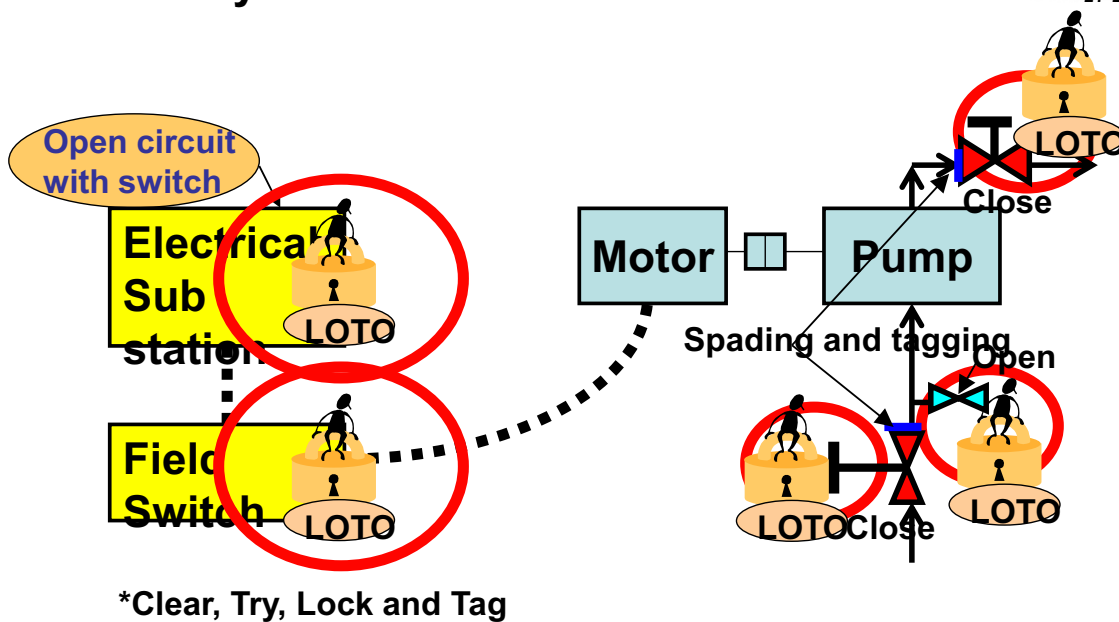 LOTO
Open circuit
with switch
Close
Electrical
Sub
station
LOTO
Motor
Pump
Spading and tagging
Open
Field
Switch
LOTO
LOTO
Close
LOTO
*Clear, Try, Lock and Tag